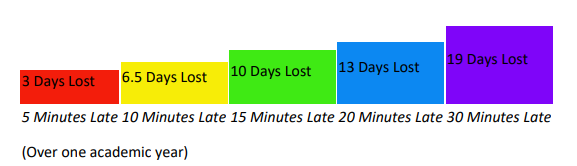 3 Days Lost
6.5 Days Lost
10 Days Lost
13 Days Lost
19 Days Lost
5 Minutes Late 10 Minutes Late 15 Minutes Late 20 Minutes Late 30 Minutes Late
(Over one academic year)